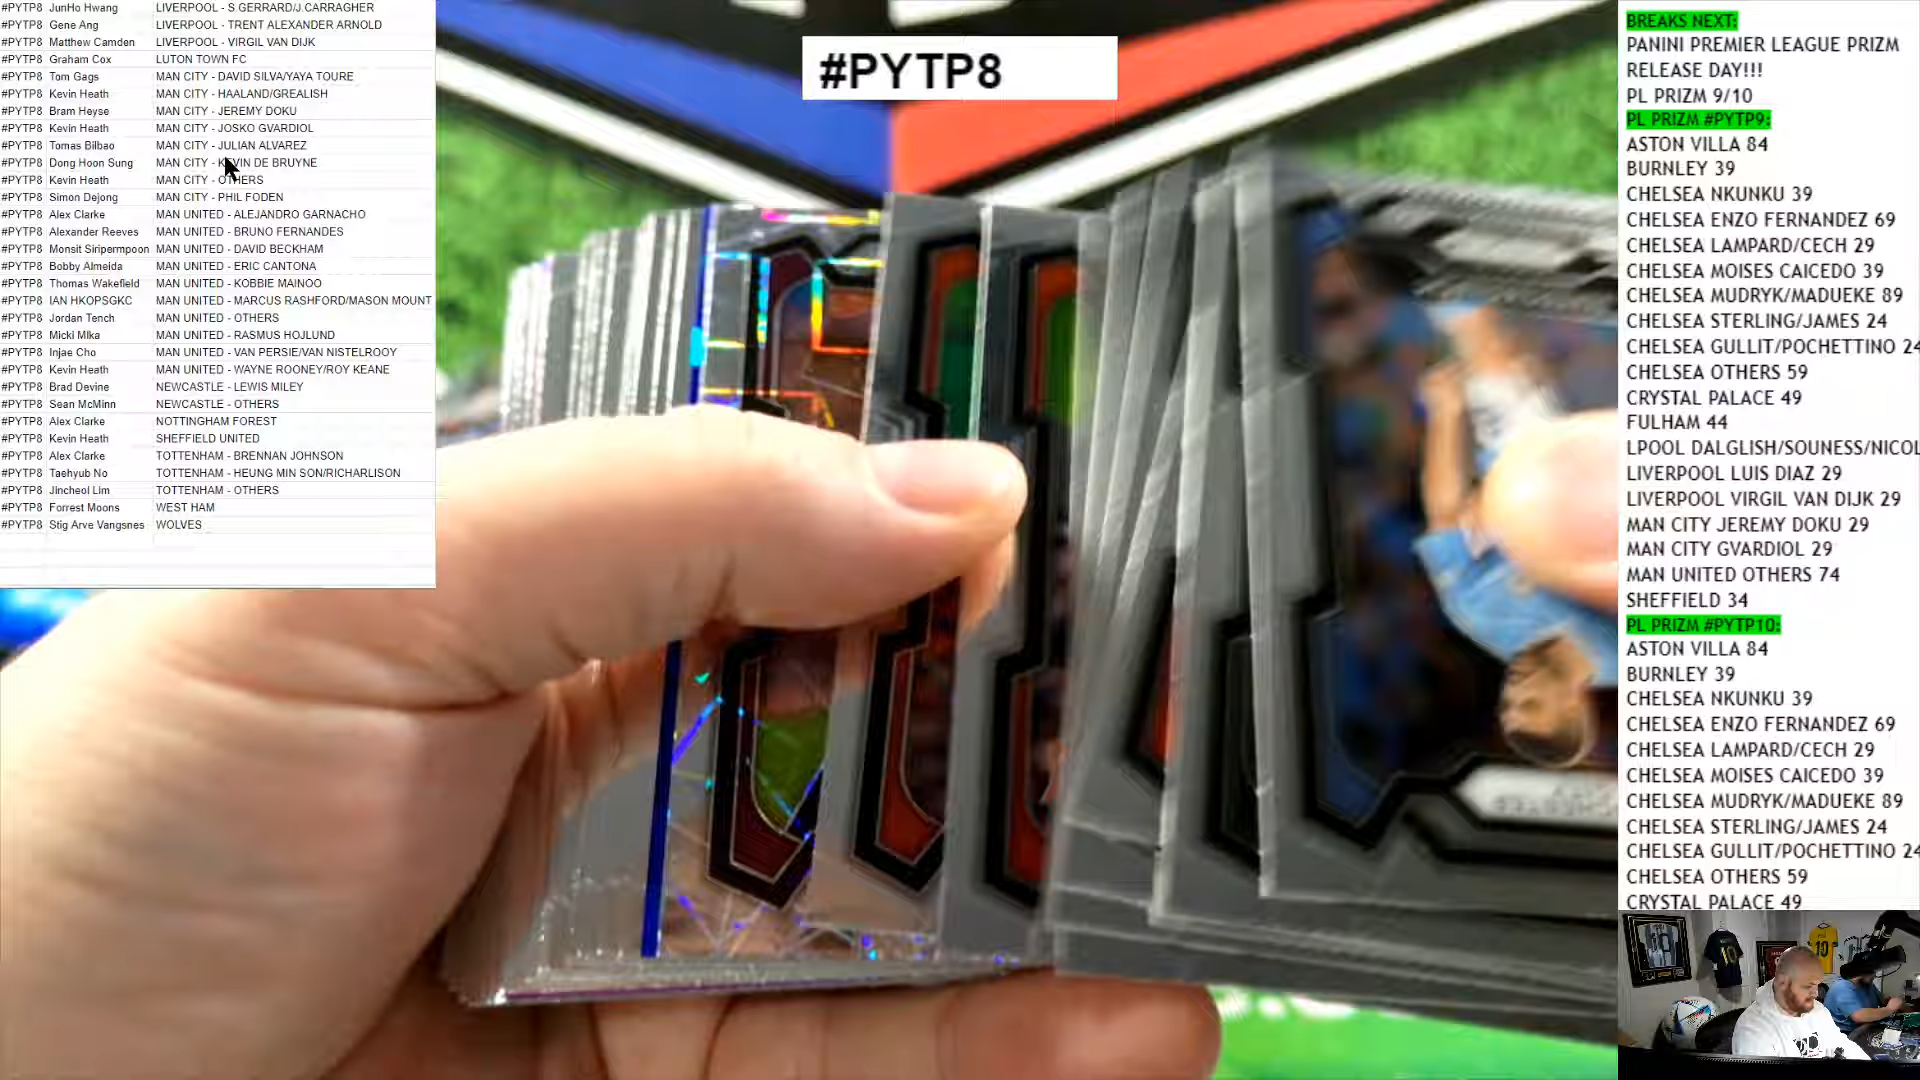 #PYTP8 JunHo Hwang LIVERPOOL - S.GERRARD/J.CARRAGHER
#PYTP8 Gene Ang LIVERPOOL - TRENT ALEXANDER ARNOLD
#PYTP8 Matthew Camden LIVERPOOL - VIRGIL VAN DIJK
#PYTP8 Graham Cox LUTON TOWN FC
#PYTP8 Tom Gags MAN CITY - DAVID SILVA/YAYA TOURE
#PYTP8 Kevin Heath MAN CITY - HAALAND/GREALISH
#PYTP8 Bram Heyse MAN CITY - JEREMY DOKU
#PYTP8 Kevin Heath MAN CITY - JOSKO GVARDIOL
#PYTP8 Tomas Bilbao MAN CITY - JULIAN ALVAREZ
#PYTP8 Dong Hoon Sung MAN CITY - KEVIN DE BRUYNE
#PYTP8 Kevin Heath MAN CITY - OTHERS
#PYTP8 Simon Dejong MAN CITY - PHIL FODEN
#PYTP8 Alex Clarke MAN UNITED - ALEJANDRO GARNACHO
#PYTP8 Alexander Reeves MAN UNITED - BRUNO FERNANDES
#PYTP8 Monsit Siripermpoon MAN UNITED - DAVID BECKHAM
#PYTP8 Bobby Almeida MAN UNITED - ERIC CANTONA
#PYTP8 Thomas Wakefield MAN UNITED - KOBBIE MAINOO
#PYTP8 IAN HKOPSGKC MAN UNITED - MARCUS RASHFORD/MASON MOUNT
#PYTP8 Jordan Tench MAN UNITED - OTHERS
#PYTP8 Micki Mlka MAN UNITED - RASMUS HOJLUND
#PYTP8 Injae Cho MAN UNITED - VAN PERSIE/VAN NISTELROOY
#PYTP8 Kevin Heath MAN UNITED - WAYNE ROONEY/ROY KEANE
#PYTP8 Brad Devine NEWCASTLE - LEWIS MILEY
#PYTP8 Sean McMinn NEWCASTLE - OTHERS
#PYTP8 Alex Clarke NOTTINGHAM FOREST
#PYTP8 Kevin Heath SHEFFIELD UNITED
#PYTP8 Alex Clarke TOTTENHAM - BRENNAN JOHNSON
#PYTP8 Taehyub No TOTTENHAM - HEUNG MIN SON/RICHARLISON
#PYTP8 Jincheol Lim TOTTENHAM - OTHERS
#PYTP8 Forrest Moons WEST HAM
#PYTP8 Stig Arve Vangsnes WOLVES
#PYTP8
BREAKS NEXT:
PANINI PREMIER LEAGUE PRIZM
RELEASE DAY!!!
PL PRIZM 9/10
PL PRIZM #PYTP9:
ASTON VILLA 84
BURNLEY 39
CHELSEA NKUNKU 39
CHELSEA ENZO FERNANDEZ 69
CHELSEA LAMPARD/CECH 29
CHELSEA MOISES CAICEDO 39
CHELSEA MUDRYK/MADUEKE 89
CHELSEA STERLING/JAMES 24
CHELSEA GULLIT/POCHETTINO 24
CHELSEA OTHERS 59
CRYSTAL PALACE 49
FULHAM 44
LPOOL DALGLISH/SOUNESS/NICOL
LIVERPOOL LUIS DIAZ 29
LIVERPOOL VIRGIL VAN DIJK 29
MAN CITY JEREMY DOKU 29
MAN CITY GVARDIOL 29
MAN UNITED OTHERS 74
SHEFFIELD 34
PL PRIZM #PYTP10:
ASTON VILLA 84
BURNLEY 39
CHELSEA NKUNKU 39
CHELSEA ENZO FERNANDEZ 69
CHELSEA LAMPARD/CECH 29
CHELSEA MOISES CAICEDO 39
CHELSEA MUDRYK/MADUEKE 89
CHELSEA STERLING/JAMES 24
CHELSEA GULLIT/POCHETTINO 24
CHELSEA OTHERS 59
CRYSTAL PALACE 49